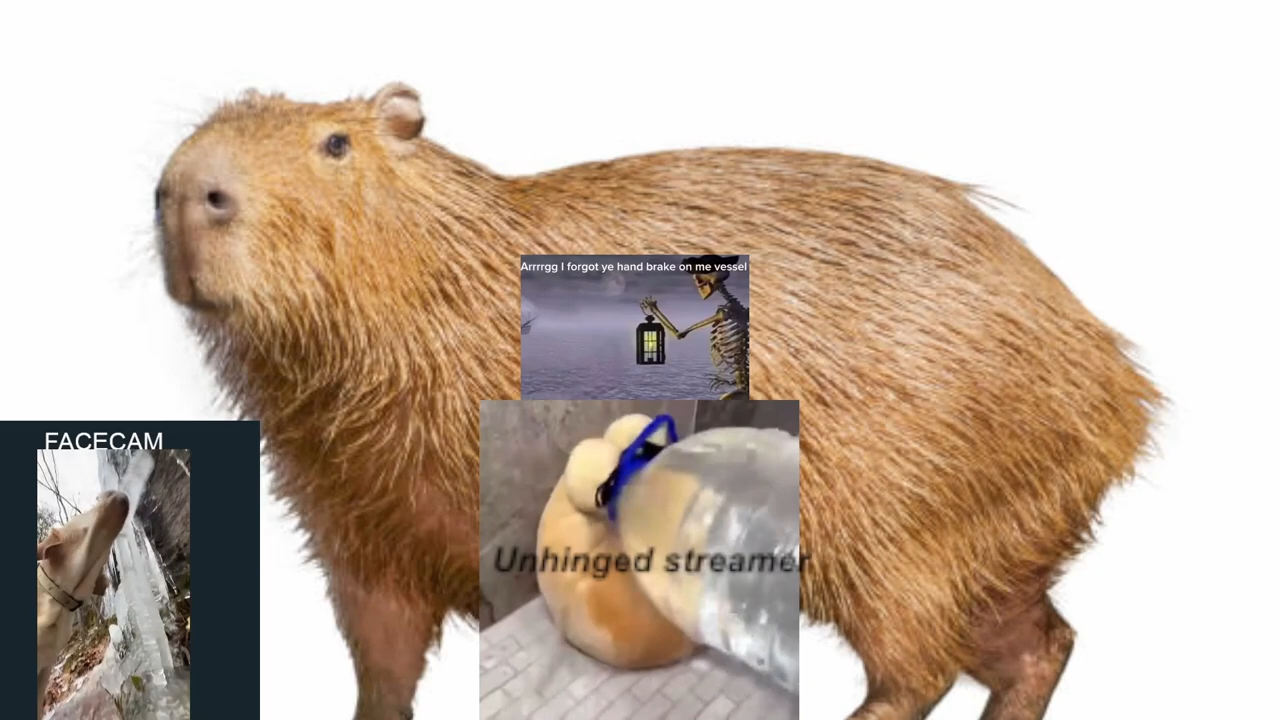 Arrrrgg I forgot ye hand brake on me vessel
FACECAM
Unhinged streamer